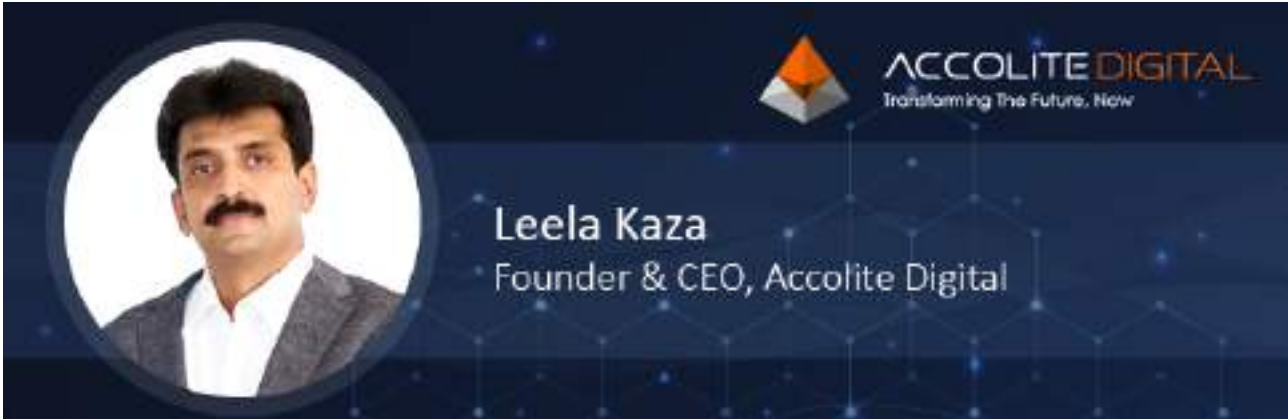 ACCOLITE DIGITAL
Transforming The Future, Now
Leela Kaza
Founder & CEO, Accolite Digital